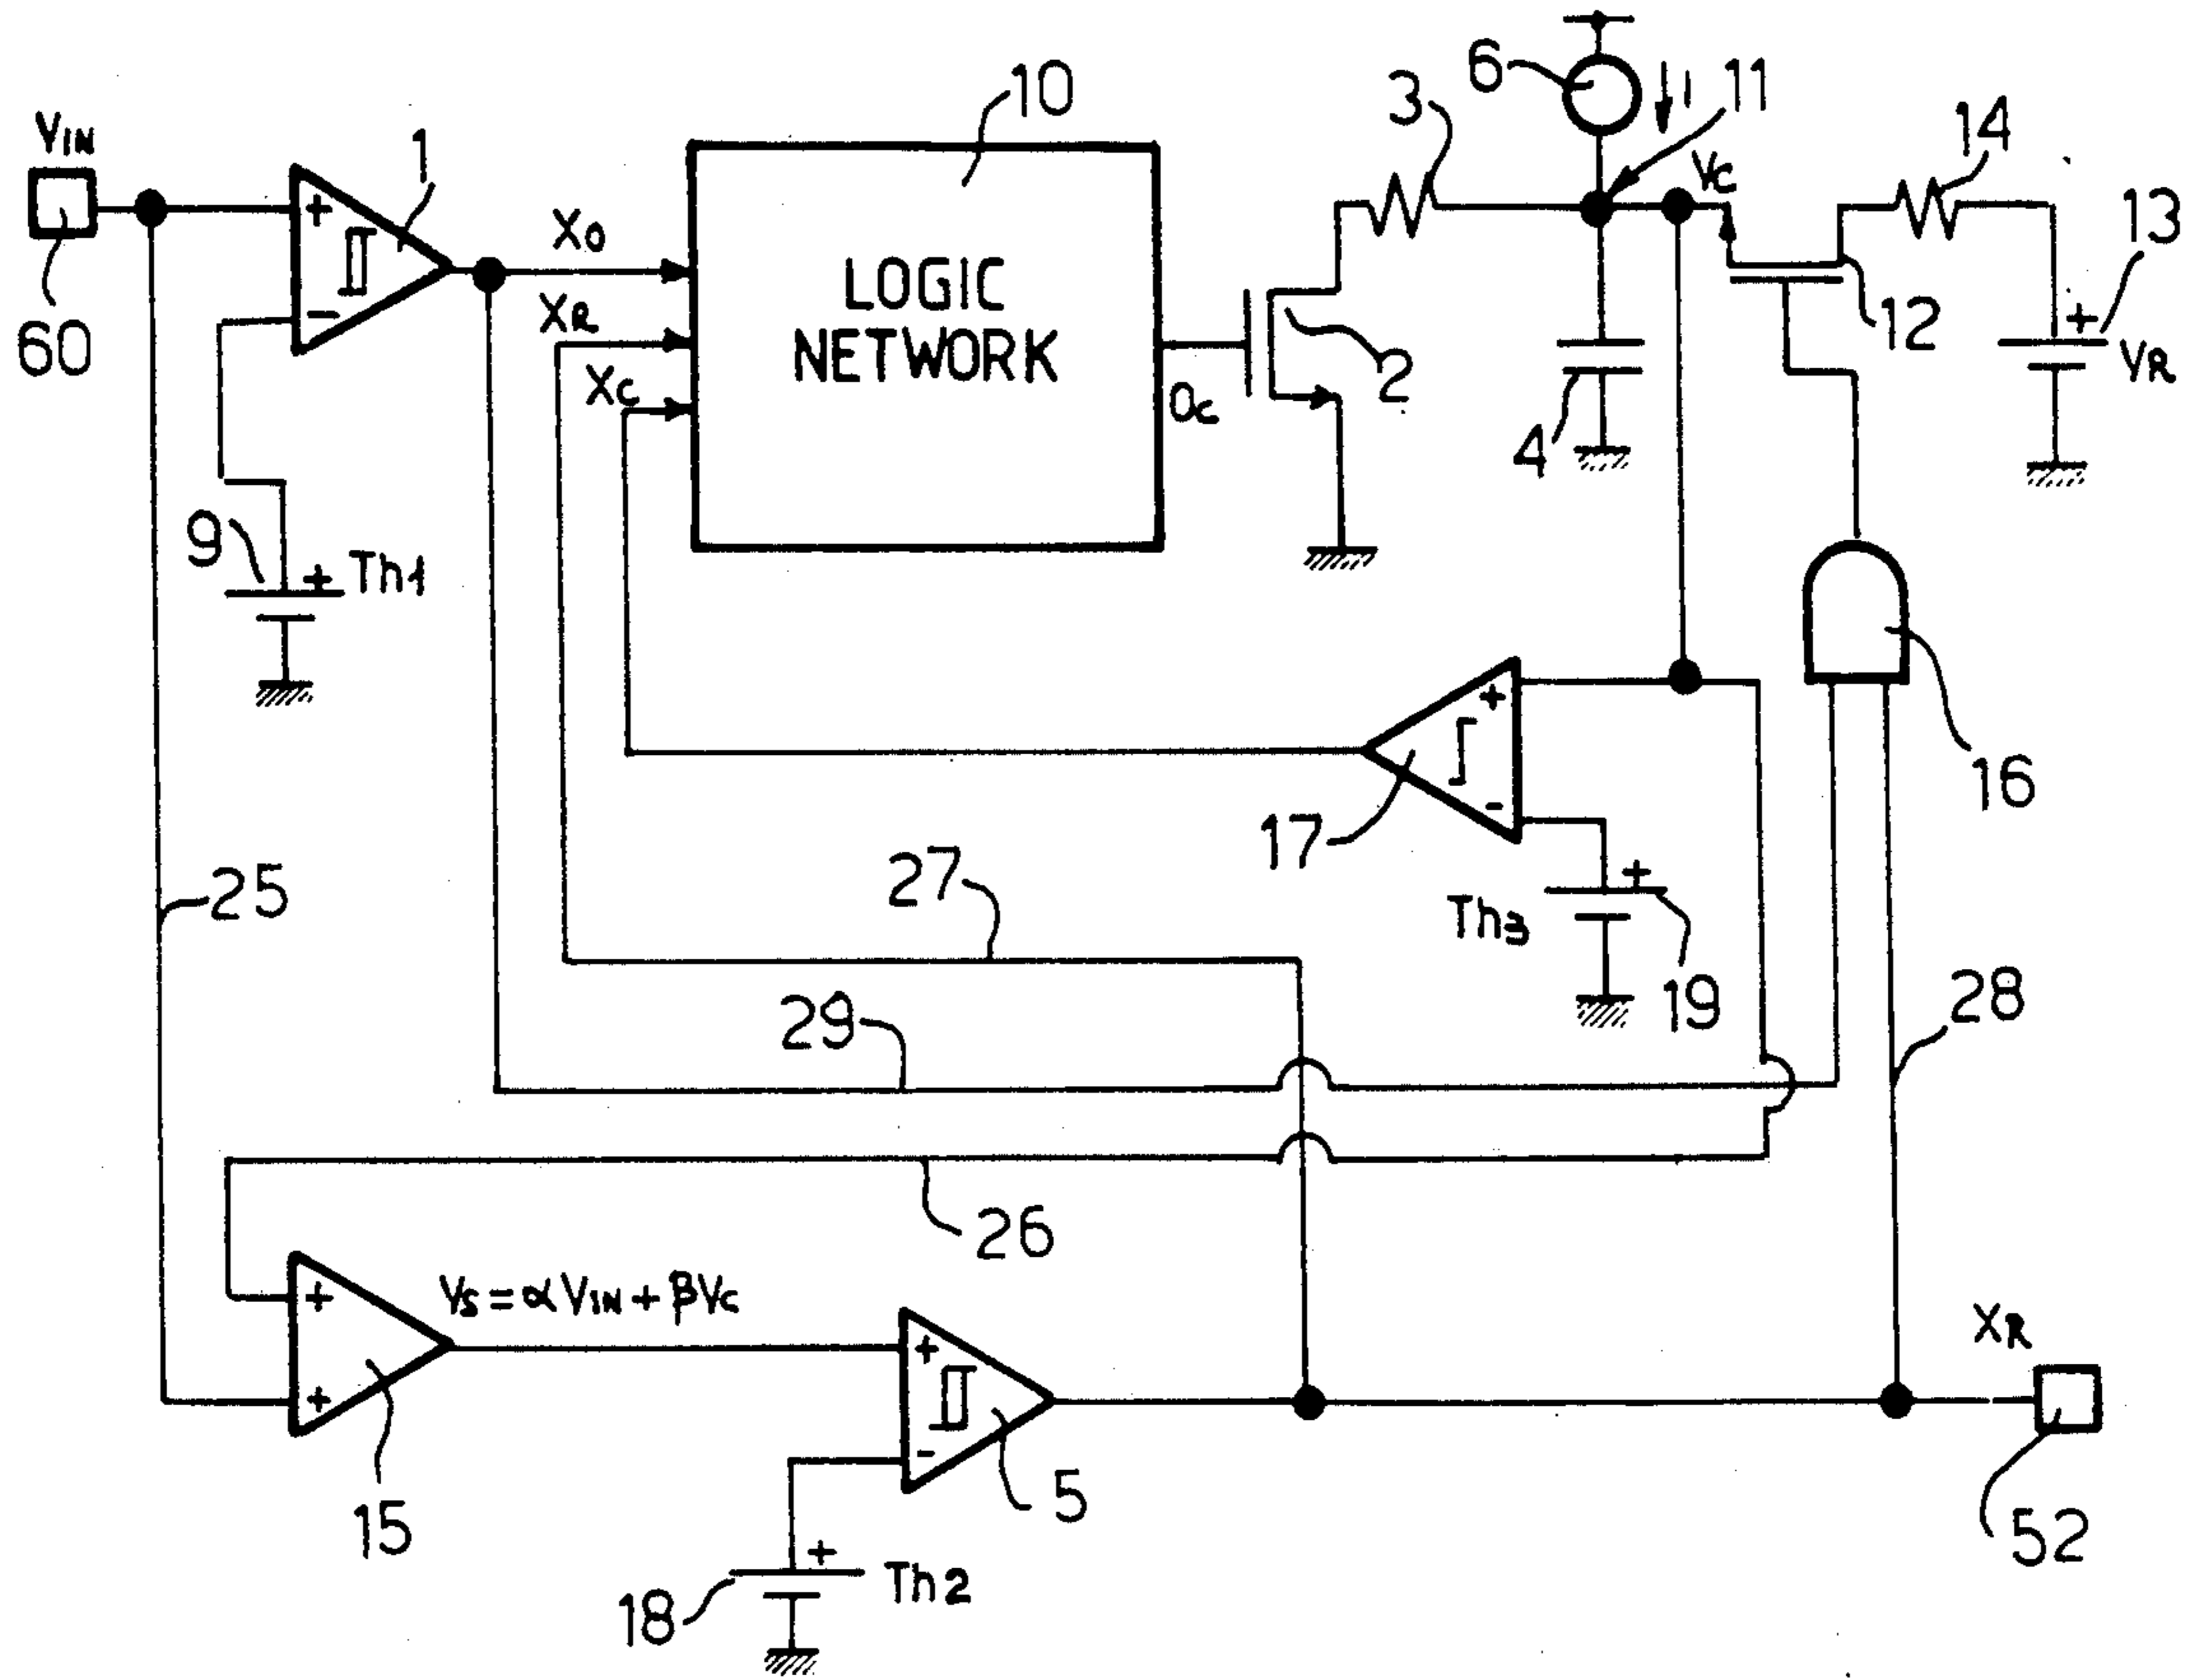 6
11
10
3
I
14
VIN
1
VC
13
+
XO
LOGIC
NETWORK
60
−
XR
12
+
VR
XC
OC
2
4
9
+
Th1
+
16
-
17
25
27
+
Th3
19
28
29
26
+
VS = αVIN + βVC
XR
+
+
-
5
15
52
+
Th2
18